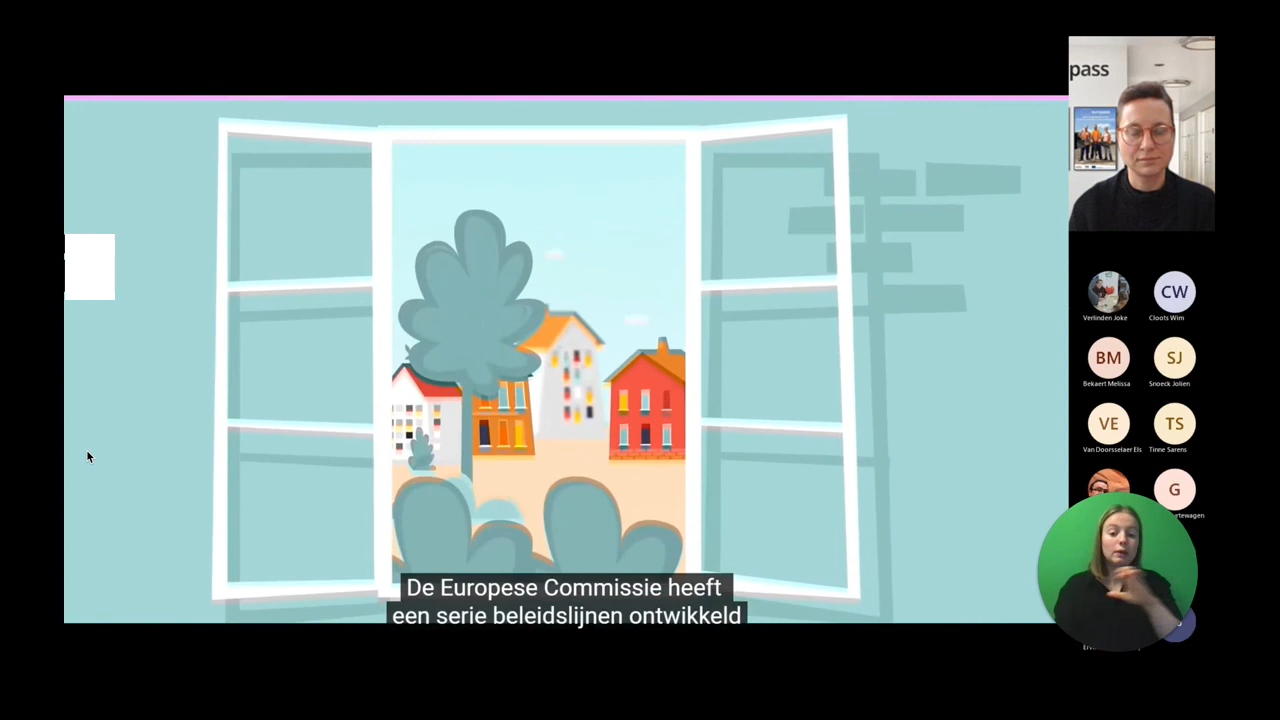 pass
Verlinden Joke
CW
Cloots Wim
BM
Bekaert Melissa
SJ
Snoeck Jolien
VE
Van Doorsselaer Els
TS
Tinne Sarens
G
De Europese Commissie heeft
een serie beleidslijnen ontwikkeld